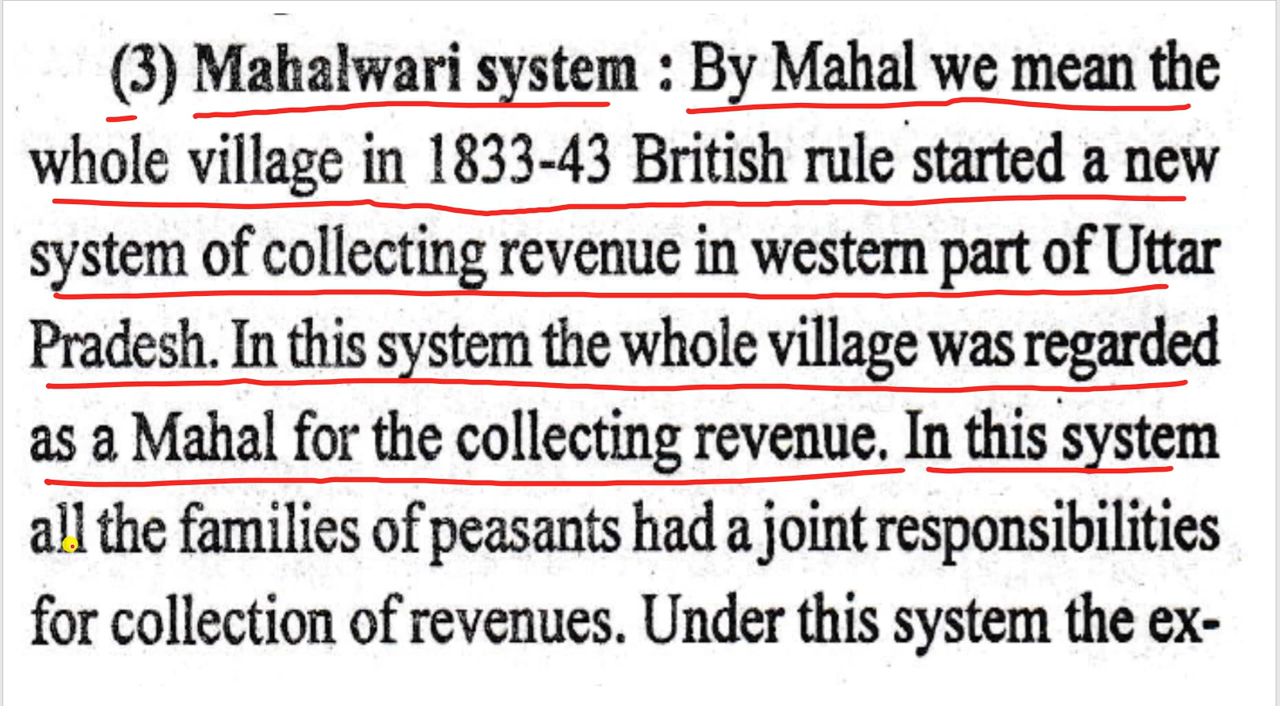 (3) Mahalwari system : By Mahal we mean the
whole village in 1833-43 British rule started a new
system of collecting revenue in western part of Uttar
Pradesh. In this system the whole village was regarded
as a Mahal for the collecting revenue. In this system
all the families of peasants had a joint responsibilities
for collection of revenues. Under this system the ex-